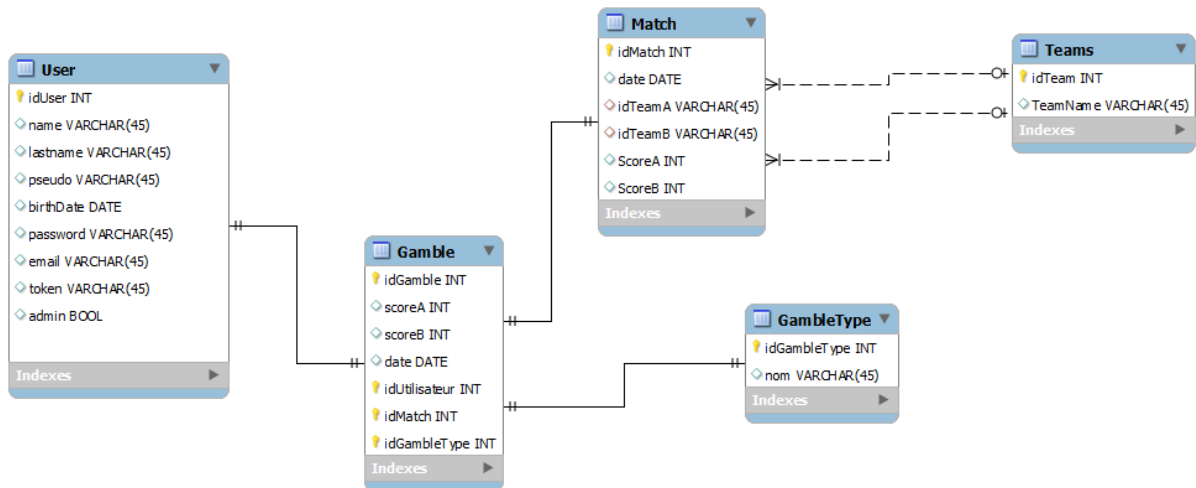 User
idUser INT
name VARCHAR(45)
lastname VARCHAR(45)
pseudo VARCHAR(45)
birthDate DATE
password VARCHAR(45)
email VARCHAR(45)
token VARCHAR(45)
admin BOOL
Indexes
Gamble
idGamble INT
scoreA INT
scoreB INT
date DATE
idUtilisateur INT
idMatch INT
idGambleType INT
Indexes
Match
idMatch INT
date DATE
idTeamA VARCHAR(45)
idTeamB VARCHAR(45)
ScoreA INT
ScoreB INT
Indexes
GambleType
idGambleType INT
nom VARCHAR(45)
Indexes
Teams
idTeam INT
TeamName VARCHAR(45)
Indexes